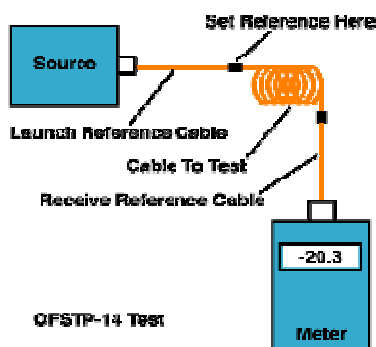 Set Reference Here
Source
Launch Reference Cable
Cable To Test
Receive Reference Cable
-20.3
OFSTP-14 Test
Meter